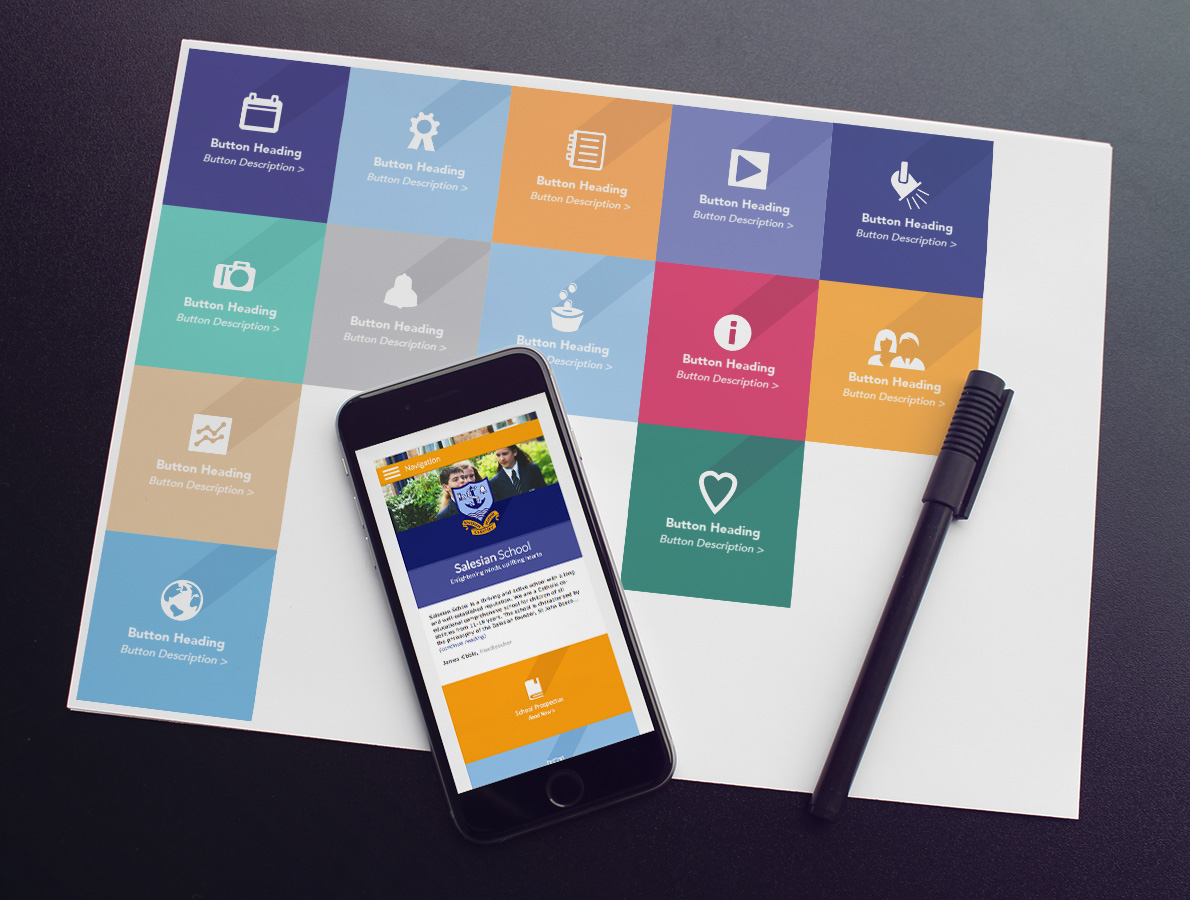 Button Heading
Button Description >
Button Heading
Button Description >
Button Heading
Button Description >
Button Heading
Button Description >
Button Heading
Button Description >
Button Heading
Button Description >
Button Heading
Button Description >
Button Heading
Button Description >
Button Heading
Button Description >
Button Heading
Button Description >
Button Heading
Button Description >
Button Heading
Button Description >
Button Heading
Button Description >
Navigation
Salesian School
Enlightening minds, uplifting hearts
Salesian School is a thriving and active school with a long
and well-established reputation. We are a Catholic co-
educational comprehensive school for children of all
abilities from 11-18 years. The school is characterised by
the philosophy of the Salesian founder, St John Bosco...
(continue reading)
James Kibble, Headteacher
School Prospectus
Read Now >